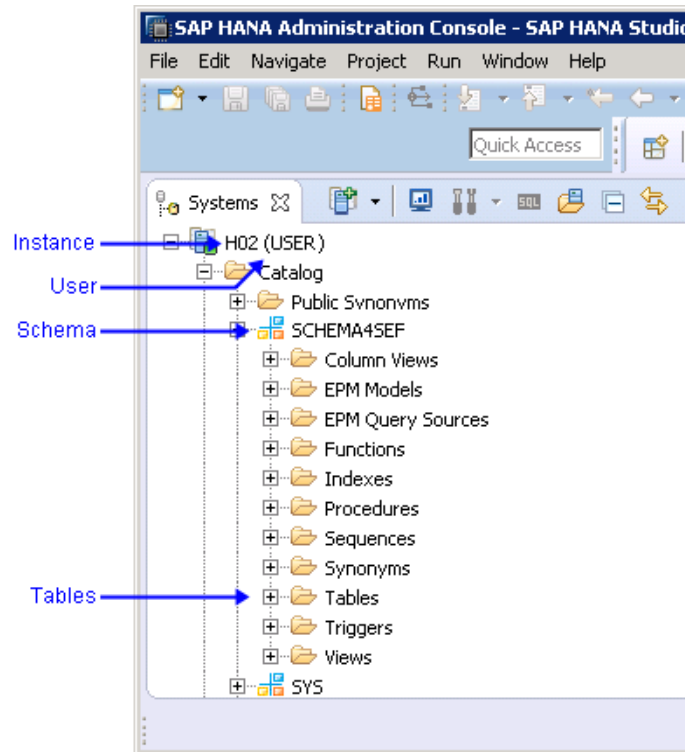 SAP HANA Administration Console - SAP HANA Studio
File Edit Navigate Project Run Window Help
Quick Access
Systems
SQL
Instance
H02 (USER)
User
Catalog
Public Synonyms
Schema
SCHEMA4SEF
Column Views
EPM Models
EPM Query Sources
Functions
Indexes
Procedures
Sequences
Synonyms
Tables
Tables
Triggers
Views
SYS